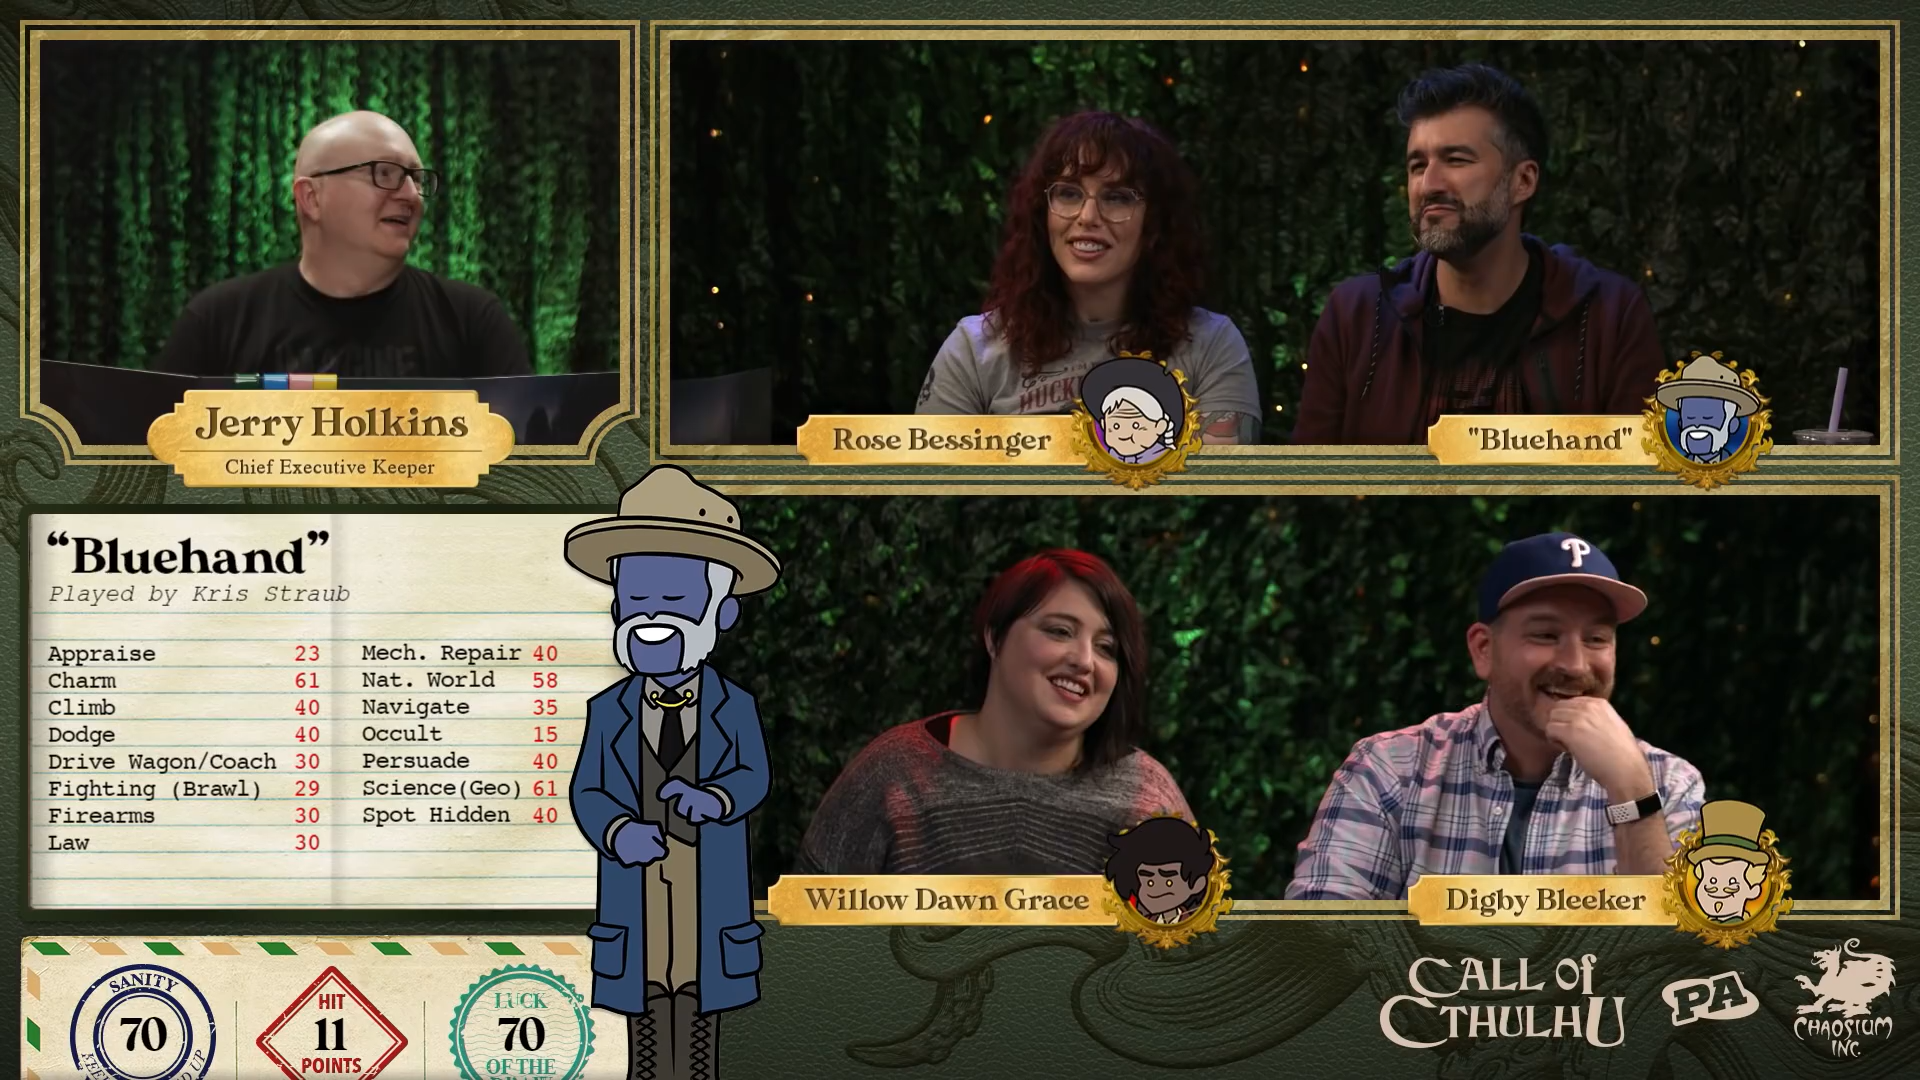 Jerry Holkins
Chief Executive Keeper
HUCK
Rose Bessinger
"Bluehand"
P
“Bluehand”
Played by Kris Straub
Appraise 23
Charm 61
Climb 40
Dodge 40
Drive Wagon/Coach 30
Fighting (Brawl) 29
Firearms 30
Law 30
Mech. Repair 40
Nat. World 58
Navigate 35
Occult 15
Persuade 40
Science(Geo) 61
Spot Hidden 40
Willow Dawn Grace
Digby Bleeker
SANITY
70
HIT
11
POINTS
LUCK
70
OF THE
CALL of
CTHULHU
PA
CHAOSIUM
INC.